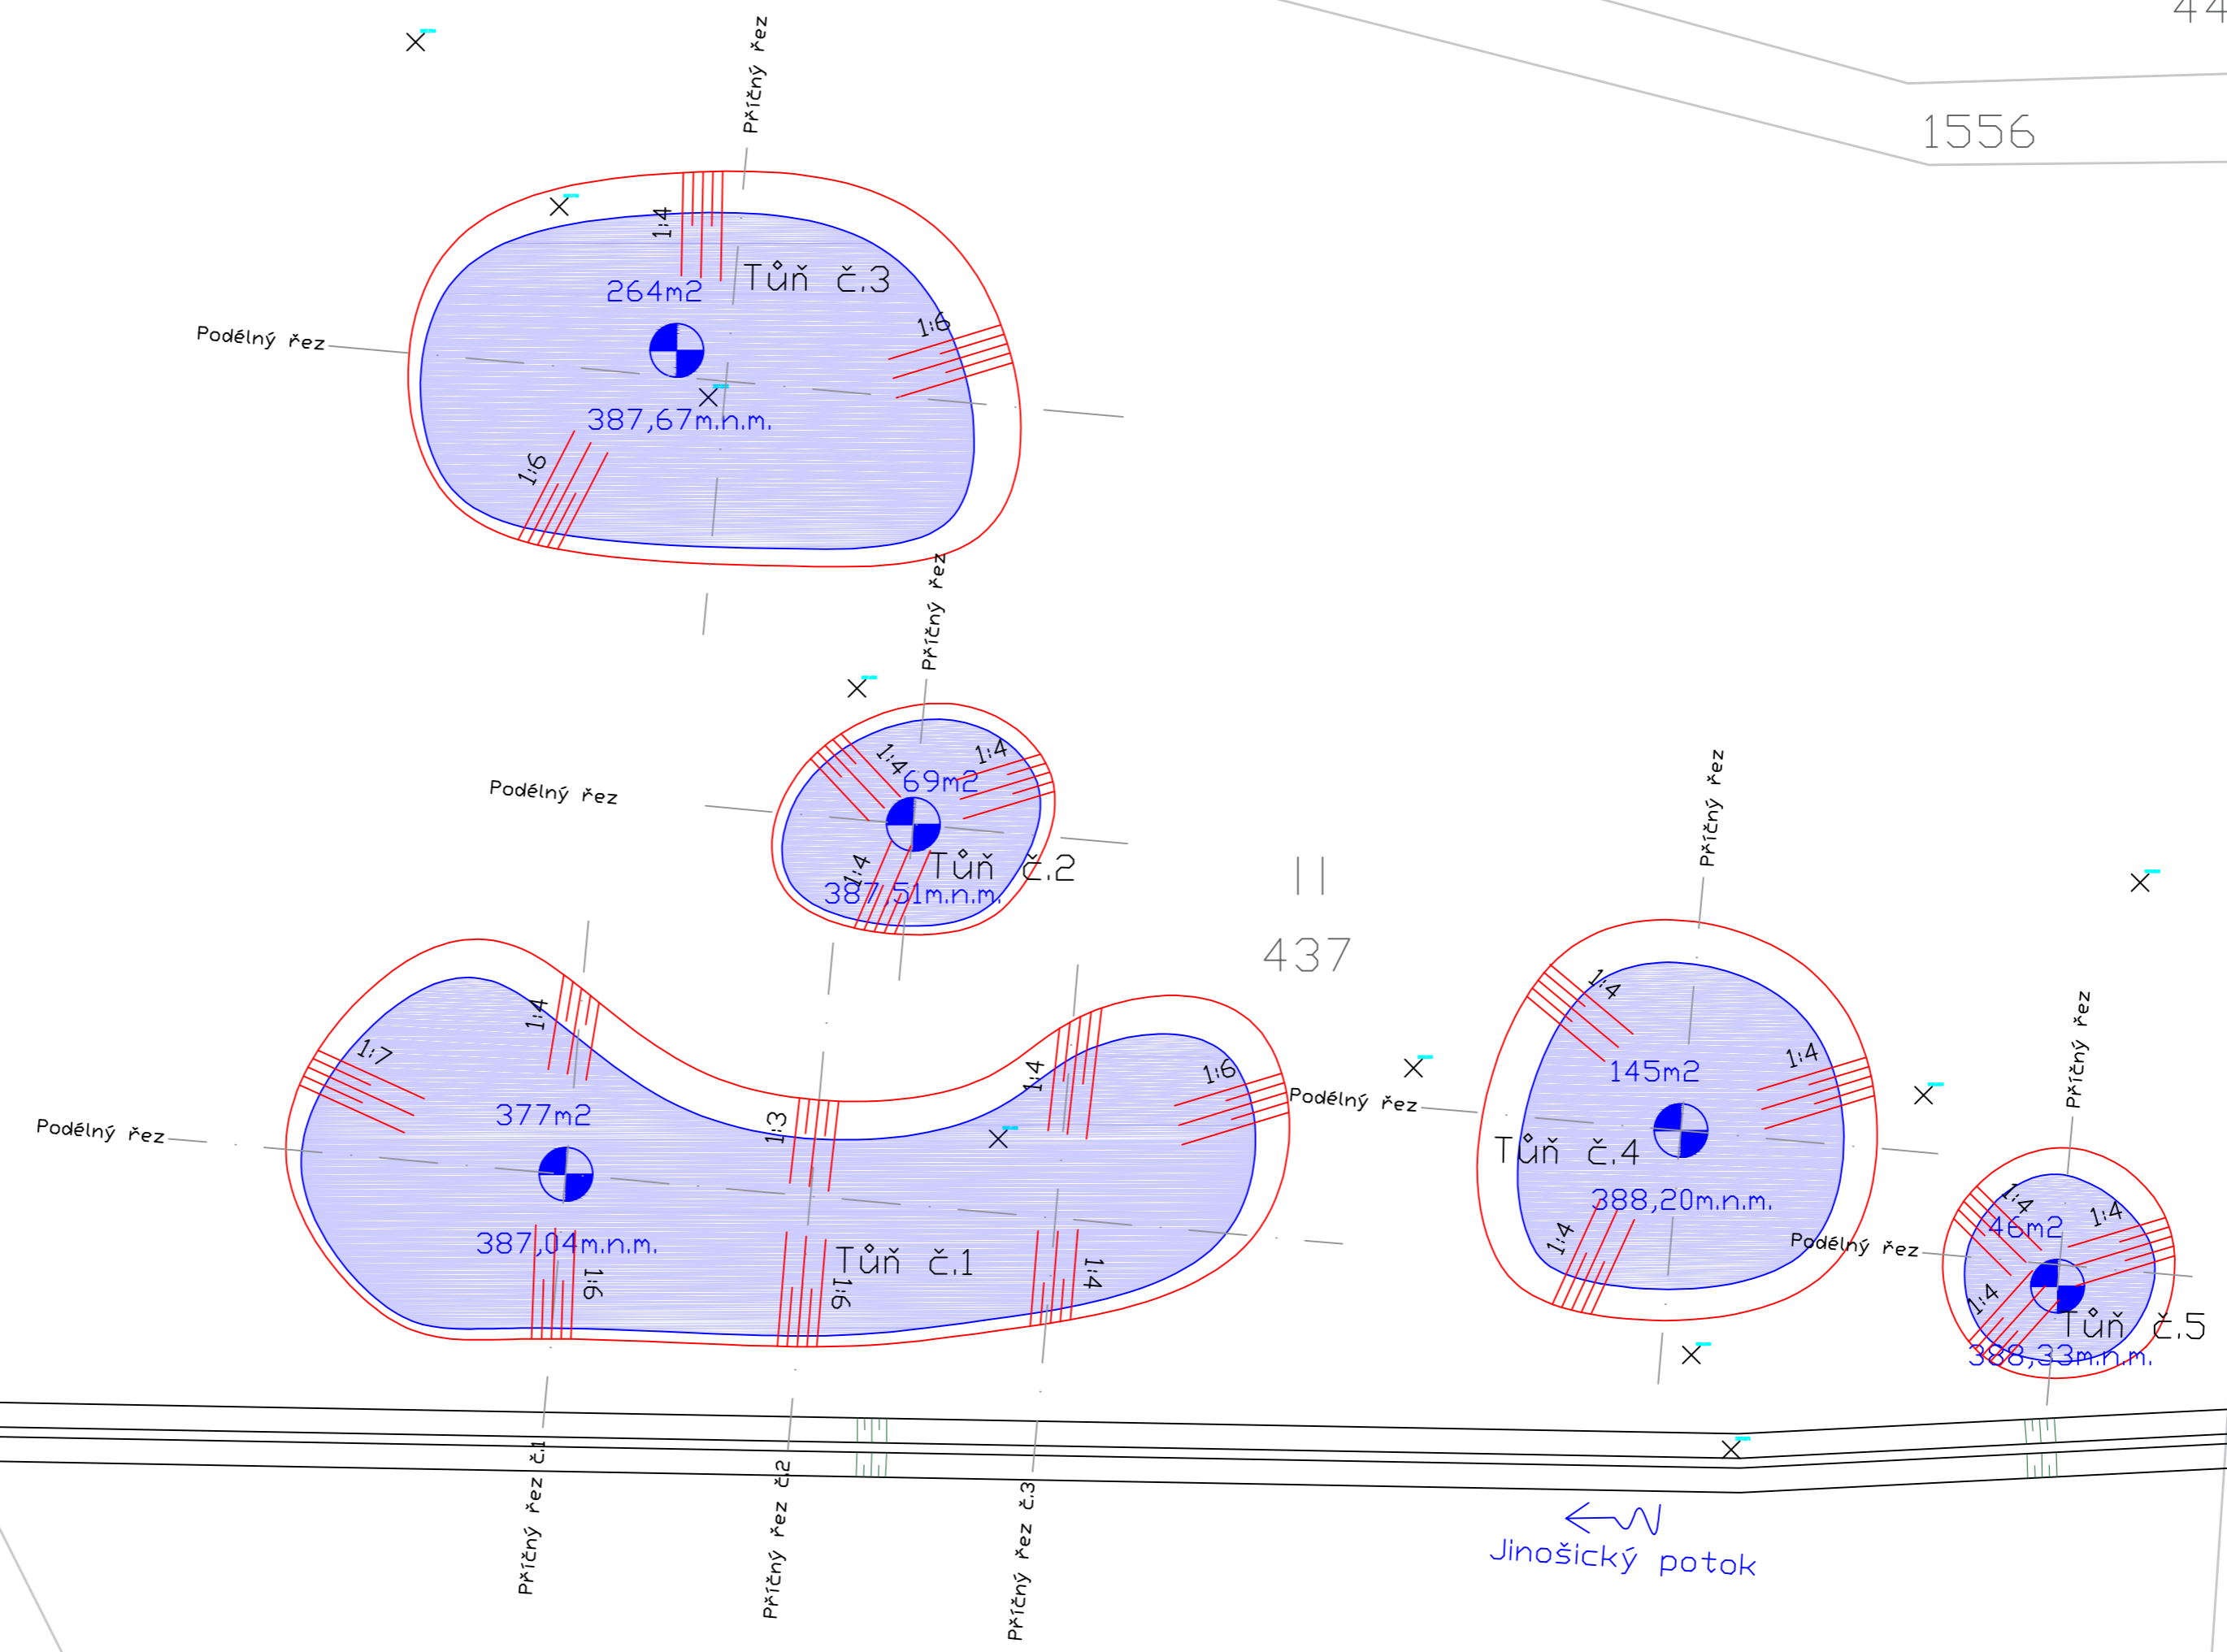 44
1556
Příčný řez
1:4
Tůň č.3
264m2
1:6
Podélný řez
387,67m.n.m.
1:6
Příčný řez
1:4
1:4
69m2
Podélný řez
1:4
Tůň č.2
387,51m.n.m.
437
Příčný řez
1:4
1:7
1:4
1:6
377m2
1:3
Podélný řez
387,04m.n.m.
Tůň č.1
1:6
1:6
1:4
1:4
1:4
145m2
Podélný řez
Tůň č.4
388,20m.n.m.
1:4
Příčný řez
1:4
1:4
46m2
Podélný řez
1:4
Tůň č.5
388,33m.n.m.
Příčný řez č.1
Příčný řez č.2
Příčný řez č.3
Jinošický potok